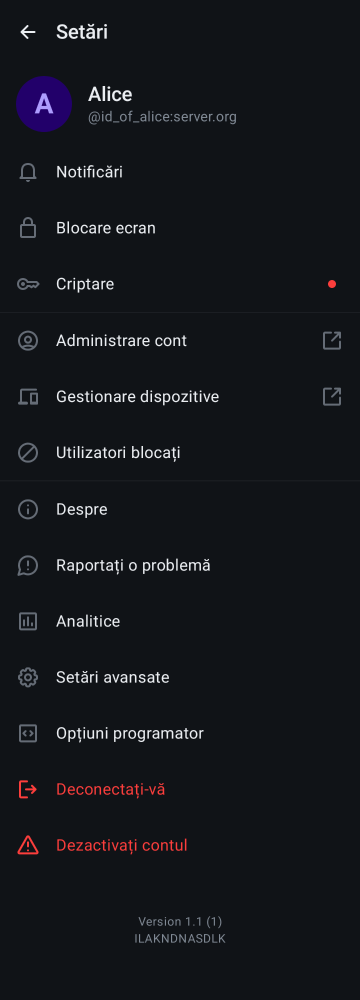 Setări
A
Alice
@id_of_alice:server.org
Notificări
Blocare ecran
Criptare
Administrare cont
Gestionare dispozitive
Utilizatori blocați
Despre
Raportați o problemă
Analitice
Setări avansate
Opțiuni programator
Deconectați-vă
Dezactivați contul
Version 1.1 (1)
ILAKNDNASDLK